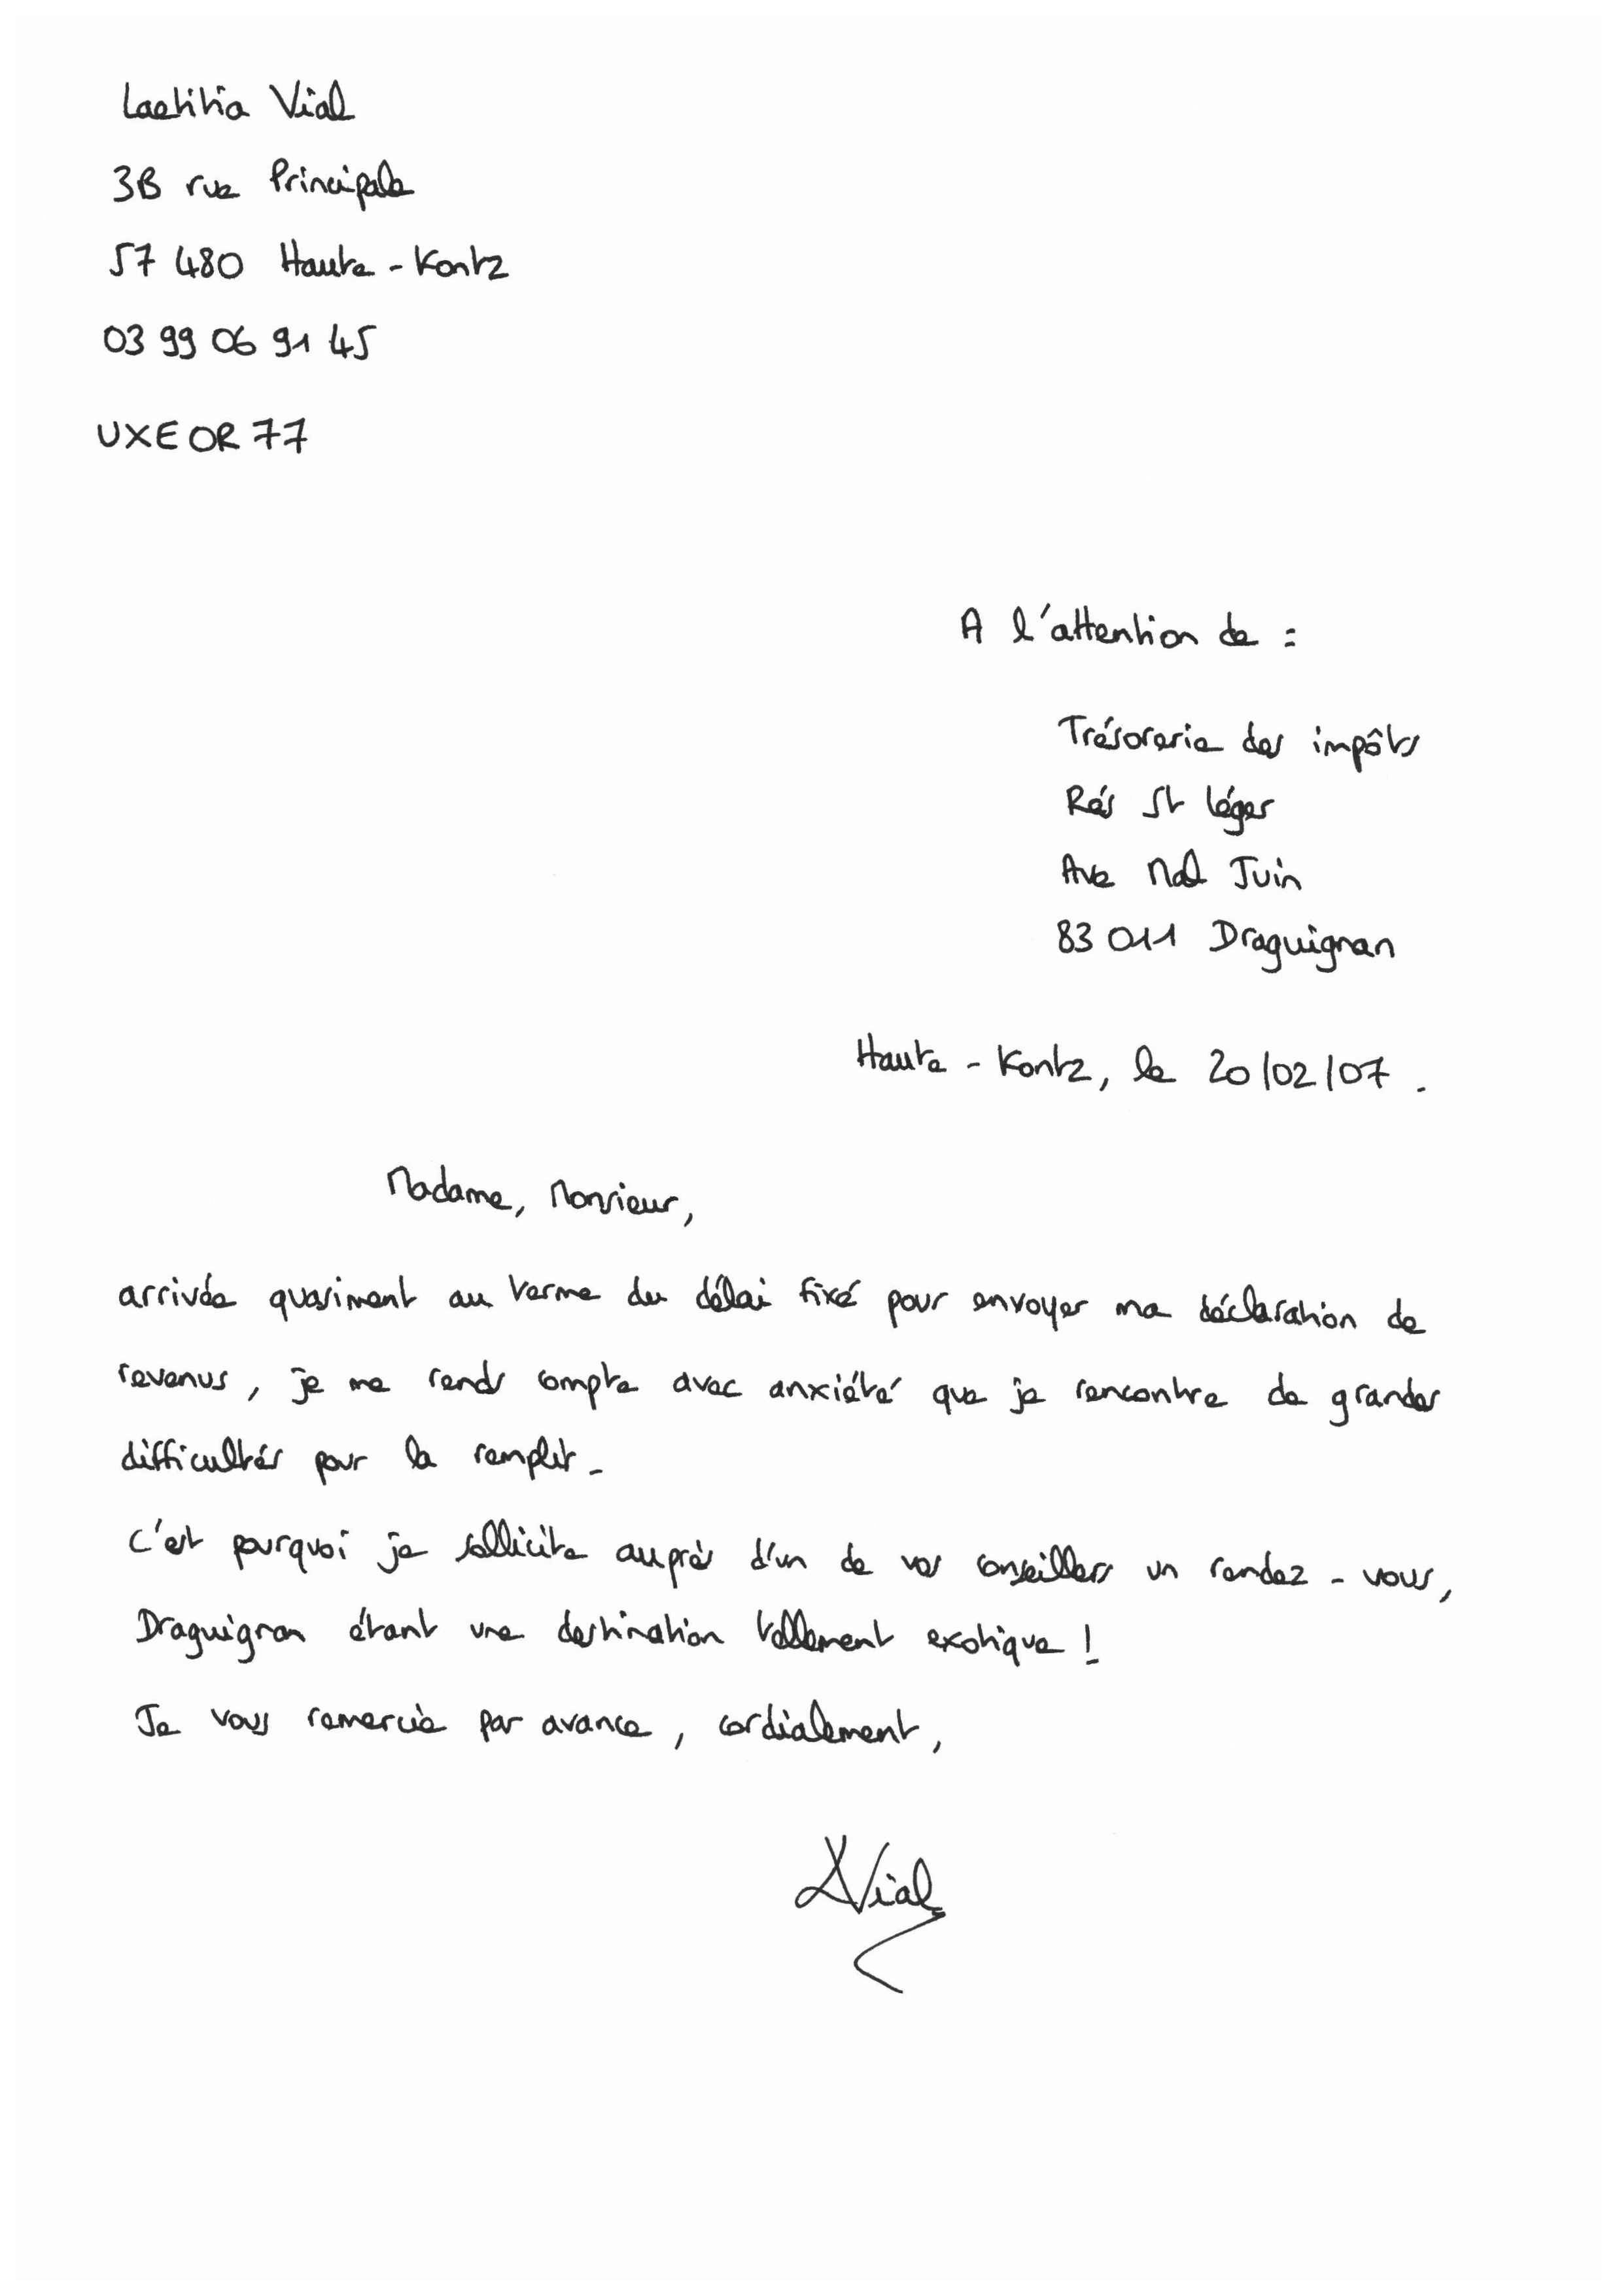 Laetitia Vial
3B rue Principale
57 480 Haute-Kontz
03 99 06 91 45
UXEOR77
A l'attention de :
Trésorerie des impôts
Rés St Léger
Ave Mal Juin
83 011 Draguignan
Haute-Kontz, le 20/02/07.
Madame, Monsieur,
arrivée quasiment au terme du délai fixé pour envoyer ma déclaration de
revenus, je me rends compte avec anxiété que je rencontre de grandes
difficultés pour la remplir.
C'est pourquoi je sollicite auprès d'un de vos conseillers un rendez-vous,
Draguignan étant une destination tellement exotique !
Je vous remercie par avance, cordialement,
LVial